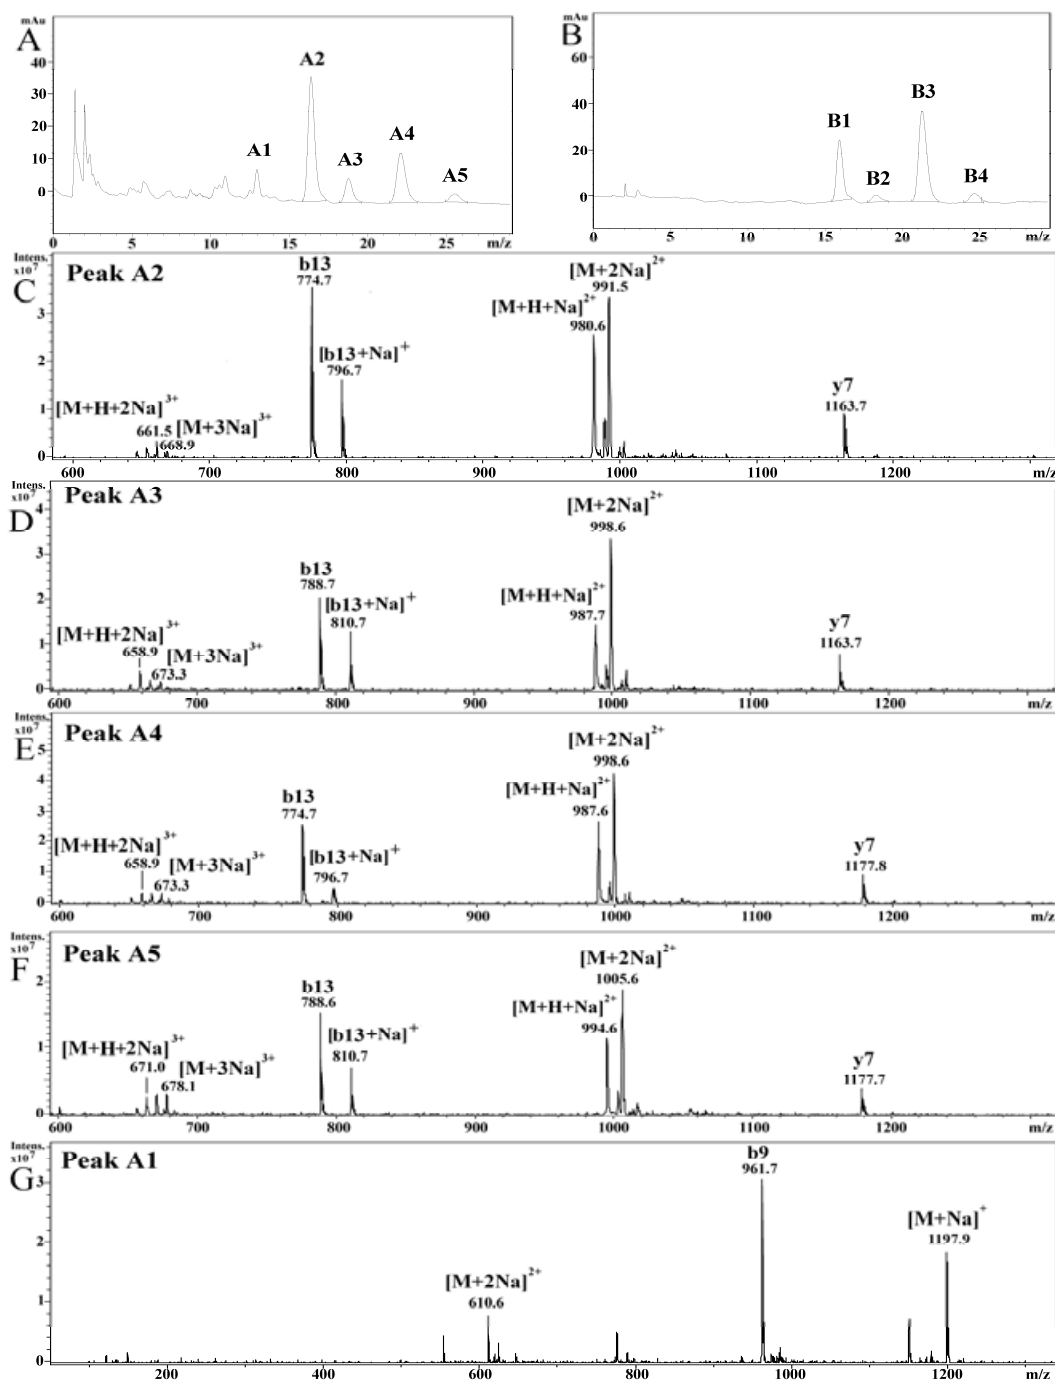 A
mAu
40
30
20
10
0
A1
A2
A3
A4
A5
0 5 10 15 20 25 m/z
B
mAu
60
40
20
0
B1
B2
B3
B4
0 5 10 15 20 25 m/z
C
Intens.
x10^7
Peak A2
3
2
1
0
[M+H+2Na]^3+
661.5
[M+3Na]^3+
668.9
b13
774.7
[b13+Na]^+
796.7
[M+H+Na]^2+
980.6
[M+2Na]^2+
991.5
y7
1163.7
600 700 800 900 1000 1100 1200 m/z
D
Intens.
x10^7
Peak A3
4
3
2
1
0
[M+H+2Na]^3+
658.9
[M+3Na]^3+
673.3
b13
788.7
[b13+Na]^+
810.7
[M+H+Na]^2+
987.7
[M+2Na]^2+
998.6
y7
1163.7
600 700 800 900 1000 1100 1200 m/z
E
Intens.
x10^7
Peak A4
5
4
3
2
1
0
[M+H+2Na]^3+
658.9
[M+3Na]^3+
673.3
b13
774.7
[b13+Na]^+
796.7
[M+H+Na]^2+
987.6
[M+2Na]^2+
998.6
y7
1177.8
600 700 800 900 1000 1100 1200 m/z
F
Intens.
x10^7
Peak A5
2
1
0
[M+H+2Na]^3+
671.0
[M+3Na]^3+
678.1
b13
788.6
[b13+Na]^+
810.7
[M+H+Na]^2+
994.6
[M+2Na]^2+
1005.6
y7
1177.7
600 700 800 900 1000 1100 1200 m/z
G
Intens.
x10^7
Peak A1
3
2
1
0
[M+2Na]^2+
610.6
b9
961.7
[M+Na]^+
1197.9
200 400 600 800 1000 1200 m/z